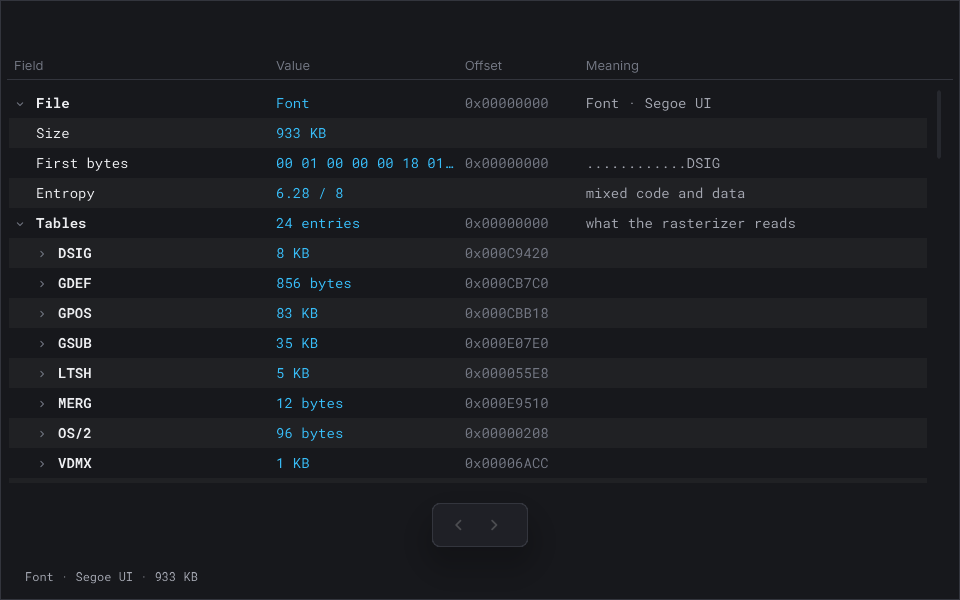 Field Value Offset Meaning
File Font 0x00000000 Font · Segoe UI
Size 933 KB
First bytes 00 01 00 00 00 18 01… 0x00000000 ............DSIG
Entropy 6.28 / 8 mixed code and data
Tables 24 entries 0x00000000 what the rasterizer reads
DSIG 8 KB 0x000C9420
GDEF 856 bytes 0x000CB7C0
GPOS 83 KB 0x000CBB18
GSUB 35 KB 0x000E07E0
LTSH 5 KB 0x000055E8
MERG 12 bytes 0x000E9510
OS/2 96 bytes 0x00000208
VDMX 1 KB 0x00006ACC
Font · Segoe UI · 933 KB